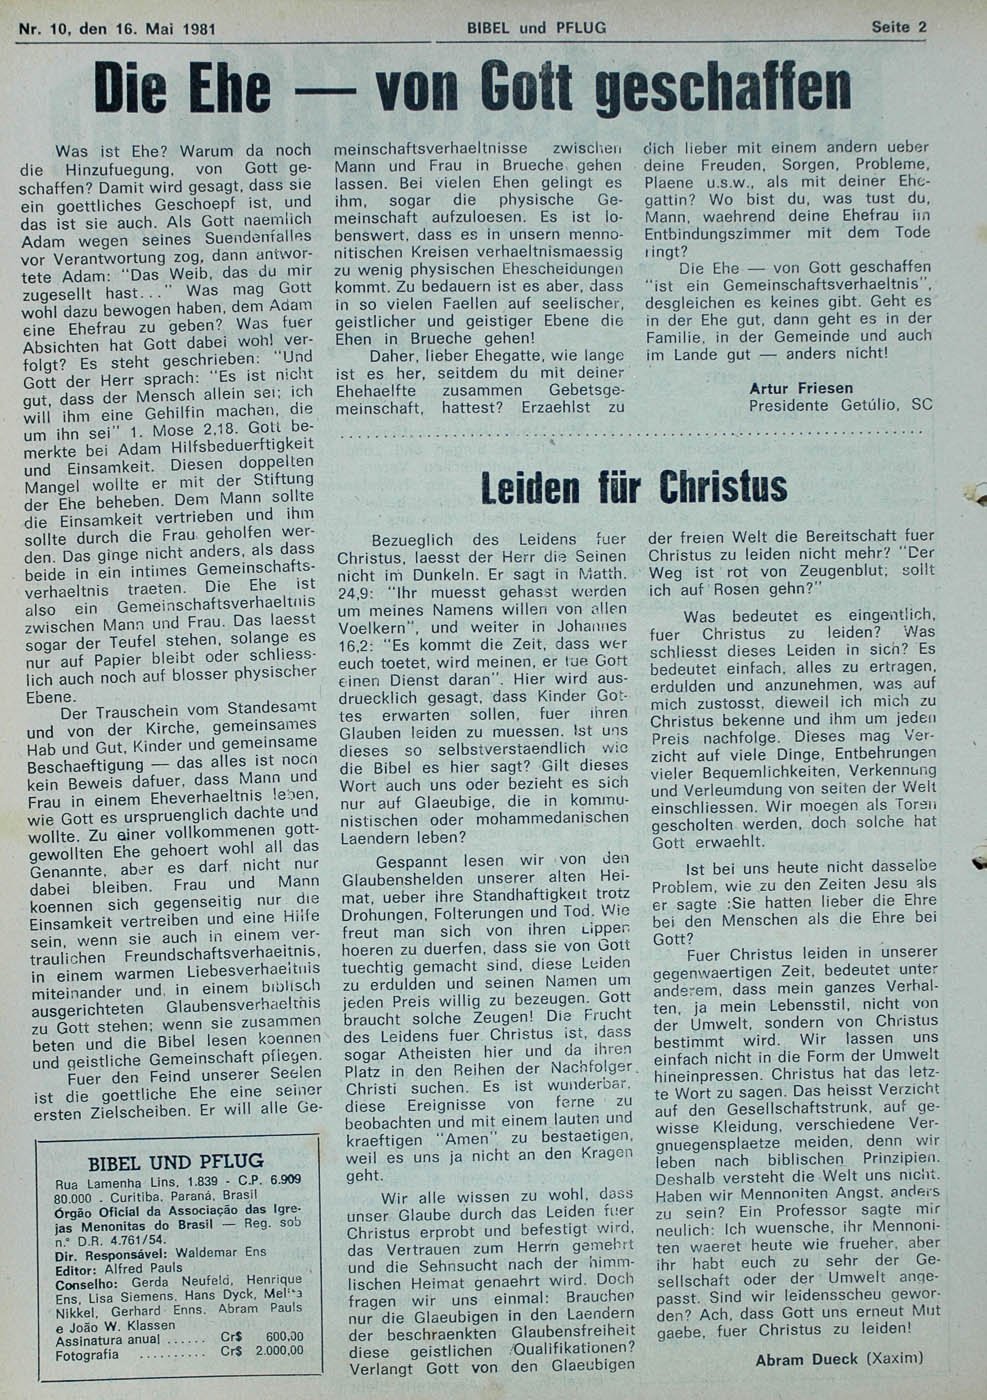 Nr. 10, den 16. Mai 1981
BIBEL und PFLUG
Seite 2
Die Ehe — von Gott geschaffen
Was ist Ehe? Warum da noch
die Hinzufuegung, von Gott ge-
schaffen? Damit wird gesagt, dass sie
ein goettliches Geschoepf ist, und
das ist sie auch. Als Gott naemlich
Adam wegen seines Suendenfalles
vor Verantwortung zog, dann antwor-
tete Adam: "Das Weib, das du mir
zugesellt hast..." Was mag Gott
wohl dazu bewogen haben, dem Adam
eine Ehefrau zu geben? Was fuer
Absichten hat Gott dabei wohl ver-
folgt? Es steht geschrieben: "Und
Gott der Herr sprach: "Es ist nicht
gut, dass der Mensch allein sei; ich
will ihm eine Gehilfin machen, die
um ihn sei" 1. Mose 2,18. Gott be-
merkte bei Adam Hilfsbeduerftigkeit
und Einsamkeit. Diesen doppelten
Mangel wollte er mit der Stiftung
der Ehe beheben. Dem Mann sollte
die Einsamkeit vertrieben und ihm
sollte durch die Frau geholfen wer-
den. Das ginge nicht anders, als dass
beide in ein intimes Gemeinschafts-
verhaeltnis traeten. Die Ehe ist
also ein Gemeinschaftsverhaeltnis
zwischen Mann und Frau. Das laesst
sogar der Teufel stehen, solange es
nur auf Papier bleibt oder schliess-
lich auch noch auf blosser physischer
Ebene.
Der Trauschein vom Standesamt
und von der Kirche, gemeinsames
Hab und Gut, Kinder und gemeinsame
Beschaeftigung — das alles ist noch
kein Beweis dafuer, dass Mann und
Frau in einem Eheverhaeltnis leben,
wie Gott es urspruenglich dachte und
wollte. Zu einer vollkommenen gott-
gewollten Ehe gehoert wohl all das
Genannte, aber es darf nicht nur
dabei bleiben. Frau und Mann
koennen sich gegenseitig nur die
Einsamkeit vertreiben und eine Hilfe
sein, wenn sie auch in einem ver-
traulichen Freundschaftsverhaeltnis,
in einem warmen Liebesverhaeltnis
miteinander und in einem biblisch
ausgerichteten Glaubensverhaeltnis
zu Gott stehen; wenn sie zusammen
beten und die Bibel lesen koennen
und geistliche Gemeinschaft pflegen.
Fuer den Feind unserer Seelen
ist die goettliche Ehe eine seiner
ersten Zielscheiben. Er will alle Ge-
meinschaftsverhaeltnisse zwischen
Mann und Frau in Brueche gehen
lassen. Bei vielen Ehen gelingt es
ihm, sogar die physische Ge-
meinschaft aufzuloesen. Es ist lo-
benswert, dass es in unsern menno-
nitischen Kreisen verhaeltnismaessig
zu wenig physischen Ehescheidungen
kommt. Zu bedauern ist es aber, dass
in so vielen Faellen auf seelischer,
geistlicher und geistiger Ebene die
Ehen in Brueche gehen!
Daher, lieber Ehegatte, wie lange
ist es her, seitdem du mit deiner
Ehehaelfte zusammen Gebetsge-
meinschaft, hattest? Erzaehlst zu
dich lieber mit einem andern ueber
deine Freuden, Sorgen, Probleme,
Plaene u.s.w., als mit deiner Ehe-
gattin? Wo bist du, was tust du,
Mann, waehrend deine Ehefrau im
Entbindungszimmer mit dem Tode
ringt?
Die Ehe — von Gott geschaffen
"ist ein Gemeinschaftsverhaeltnis",
desgleichen es keines gibt. Geht es
in der Ehe gut, dann geht es in der
Familie, in der Gemeinde und auch
im Lande gut — anders nicht!
Artur Friesen
Presidente Getúlio, SC
Leiden für Christus
Bezueglich des Leidens fuer
Christus, laesst der Herr die Seinen
nicht im Dunkeln. Er sagt in Matth.
24,9: "Ihr muesst gehasst werden
um meines Namens willen von allen
Voelkern", und weiter in Johannes
16,2: "Es kommt die Zeit, dass wer
euch toetet, wird meinen, er tue Gott
einen Dienst daran". Hier wird aus-
druecklich gesagt, dass Kinder Got-
tes erwarten sollen, fuer ihren
Glauben leiden zu muessen. Ist uns
dieses so selbstverstaendlich wie
die Bibel es hier sagt? Gilt dieses
Wort auch uns oder bezieht es sich
nur auf Glaeubige, die in kommu-
nistischen oder mohammedanischen
Laendern leben?
Gespannt lesen wir von den
Glaubenshelden unserer alten Hei-
mat, ueber ihre Standhaftigkeit trotz
Drohungen, Folterungen und Tod. Wie
freut man sich von ihren Lippen
hoeren zu duerfen, dass sie von Gott
tuechtig gemacht sind, diese Leiden
zu erdulden und seinen Namen um
jeden Preis willig zu bezeugen. Gott
braucht solche Zeugen! Die Frucht
des Leidens fuer Christus ist, dass
sogar Atheisten hier und da ihren
Platz in den Reihen der Nachfolger
Christi suchen. Es ist wunderbar,
diese Ereignisse von ferne zu
beobachten und mit einem lauten und
kraeftigen "Amen" zu bestaetigen,
weil es uns ja nicht an den Kragen
geht.
Wir alle wissen zu wohl, dass
unser Glaube durch das Leiden fuer
Christus erprobt und befestigt wird,
das Vertrauen zum Herrn gemehrt
und die Sehnsucht nach der himm-
lischen Heimat genaehrt wird. Doch
fragen wir uns einmal: Brauchen
nur die Glaeubigen in den Laendern
der beschraenkten Glaubensfreiheit
diese geistlichen Qualifikationen?
Verlangt Gott von den Glaeubigen
der freien Welt die Bereitschaft fuer
Christus zu leiden nicht mehr? "Der
Weg ist rot von Zeugenblut; sollt
ich auf Rosen gehn?"
Was bedeutet es eingentlich,
fuer Christus zu leiden? Was
schliesst dieses Leiden in sich? Es
bedeutet einfach, alles zu ertragen,
erdulden und anzunehmen, was auf
mich zustosst, dieweil ich mich zu
Christus bekenne und ihm um jeden
Preis nachfolge. Dieses mag Ver-
zicht auf viele Dinge, Entbehrungen
vieler Bequemlichkeiten, Verkennung
und Verleumdung von seiten der Welt
einschliessen. Wir moegen als Toren
gescholten werden, doch solche hat
Gott erwaehlt.
Ist bei uns heute nicht dasselbe
Problem, wie zu den Zeiten Jesu als
er sagte :Sie hatten lieber die Ehre
bei den Menschen als die Ehre bei
Gott?
Fuer Christus leiden in unserer
gegenwaertigen Zeit, bedeutet unter
anderem, dass mein ganzes Verhal-
ten, ja mein Lebensstil, nicht von
der Umwelt, sondern von Christus
bestimmt wird. Wir lassen uns
einfach nicht in die Form der Umwelt
hineinpressen. Christus hat das letz-
te Wort zu sagen. Das heisst Verzicht
auf den Gesellschaftstrunk, auf ge-
wisse Kleidung, verschiedene Ver-
gnuegensplaetze meiden, denn wir
leben nach biblischen Prinzipien.
Deshalb versteht die Welt uns nicht.
Haben wir Mennoniten Angst, anders
zu sein? Ein Professor sagte mir
neulich: Ich wuensche, ihr Mennoni-
ten waeret heute wie frueher, aber
ihr habt euch zu sehr der Ge-
sellschaft oder der Umwelt ange-
passt. Sind wir leidensscheu gewor-
den? Ach, dass Gott uns erneut Mut
gaebe, fuer Christus zu leiden!
Abram Dueck (Xaxim)
BIBEL UND PFLUG
Rua Lamenha Lins, 1.839 - C.P. 6.909
80.000 - Curitiba, Paraná, Brasil
Órgão Oficial da Associação das Igre-
jas Menonitas do Brasil — Reg. sob
n.º D.R. 4.761/54.
Dir. Responsável: Waldemar Ens
Editor: Alfred Pauls
Conselho: Gerda Neufeld, Henrique
Ens, Lisa Siemens, Hans Dyck, Melita
Nikkel, Gerhard Enns, Abram Pauls
e João W. Klassen
Assinatura anual ...... Cr$ 600,00
Fotografia .......... Cr$ 2.000,00